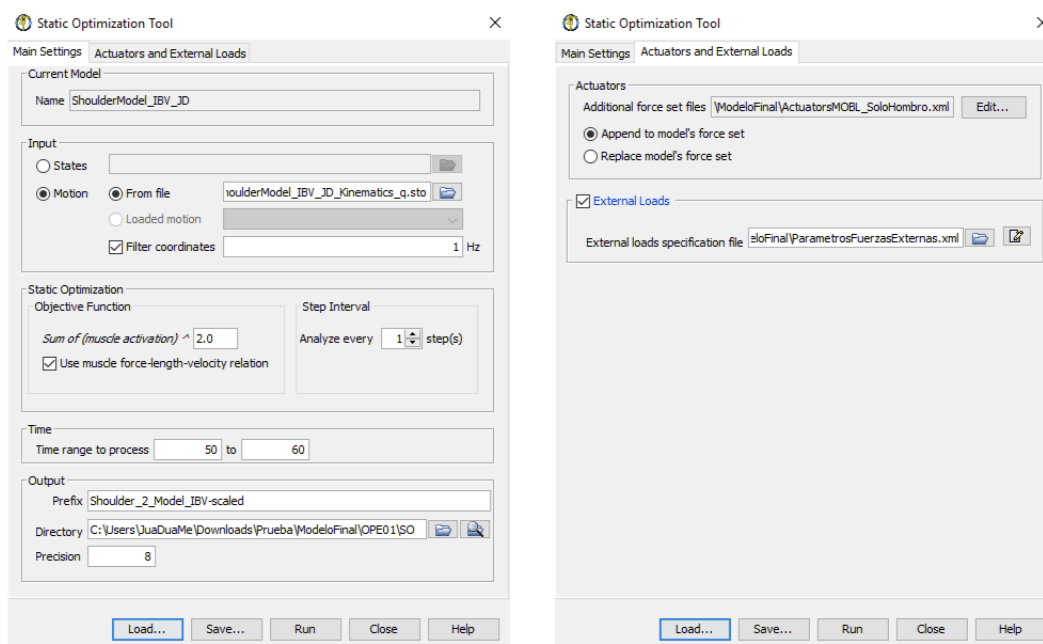 Static Optimization Tool
Main Settings Actuators and External Loads
Current Model
Name ShoulderModel_IBV_JD
Input
States
Motion From file houlderModel_IBV_JD_Kinematics_q.sto
Loaded motion
Filter coordinates 1 Hz
Static Optimization
Objective Function Step Interval
Sum of (muscle activation) ^ 2.0 Analyze every 1 step(s)
Use muscle force-length-velocity relation
Time
Time range to process 50 to 60
Output
Prefix Shoulder_2_Model_IBV-scaled
Directory C:\Users\JuaDuaMe\Downloads\Prueba\ModeloFinal\OPE01\SO
Precision 8
Load... Save... Run Close Help
Static Optimization Tool
Main Settings Actuators and External Loads
Actuators
Additional force set files \ModeloFinal\ActuatorsMOBL_SoloHombro.xml Edit...
Append to model's force set
Replace model's force set
External Loads
External loads specification file eloFinal\ParametrosFuerzasExternas.xml
Load... Save... Run Close Help